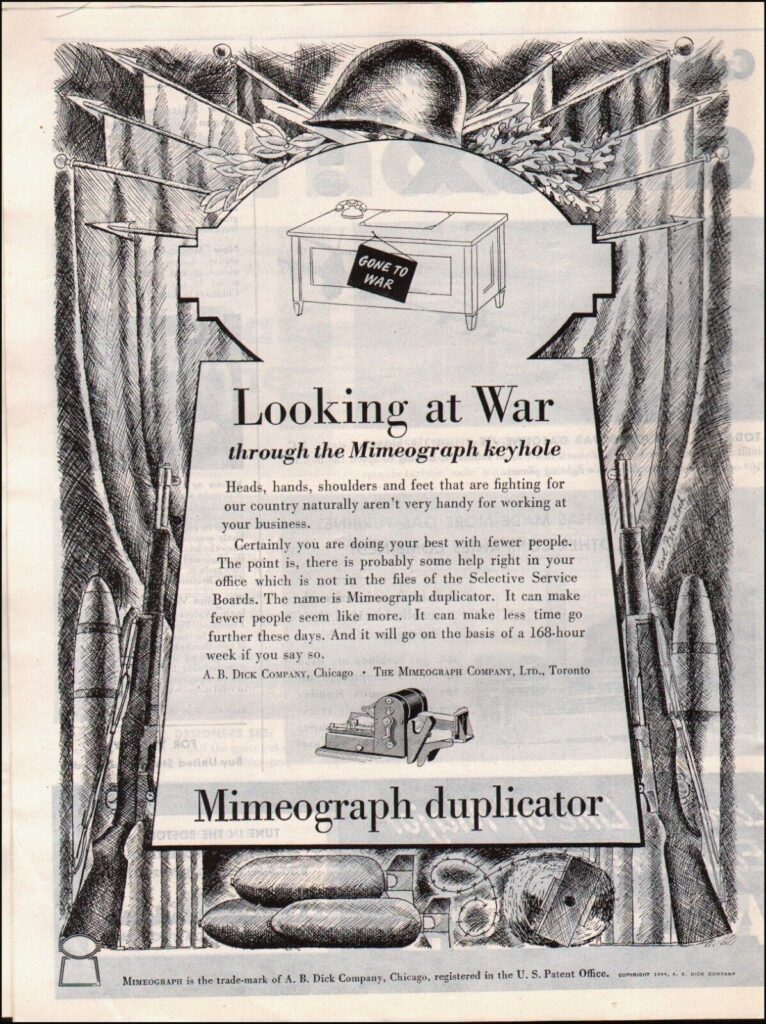 GONE TO
WAR
Looking at War
through the Mimeograph keyhole
Heads, hands, shoulders and feet that are fighting for
our country naturally aren't very handy for working at
your business.
Certainly you are doing your best with fewer people.
The point is, there is probably some help right in your
office which is not in the files of the Selective Service
Boards. The name is Mimeograph duplicator. It can make
fewer people seem like more. It can make less time go
further these days. And it will go on the basis of a 168-hour
week if you say so.
A. B. DICK COMPANY, Chicago • THE MIMEOGRAPH COMPANY, LTD., Toronto
Mimeograph duplicator
MIMEOGRAPH is the trade-mark of A. B. Dick Company, Chicago, registered in the U. S. Patent Office. COPYRIGHT 1944, A. B. DICK COMPANY